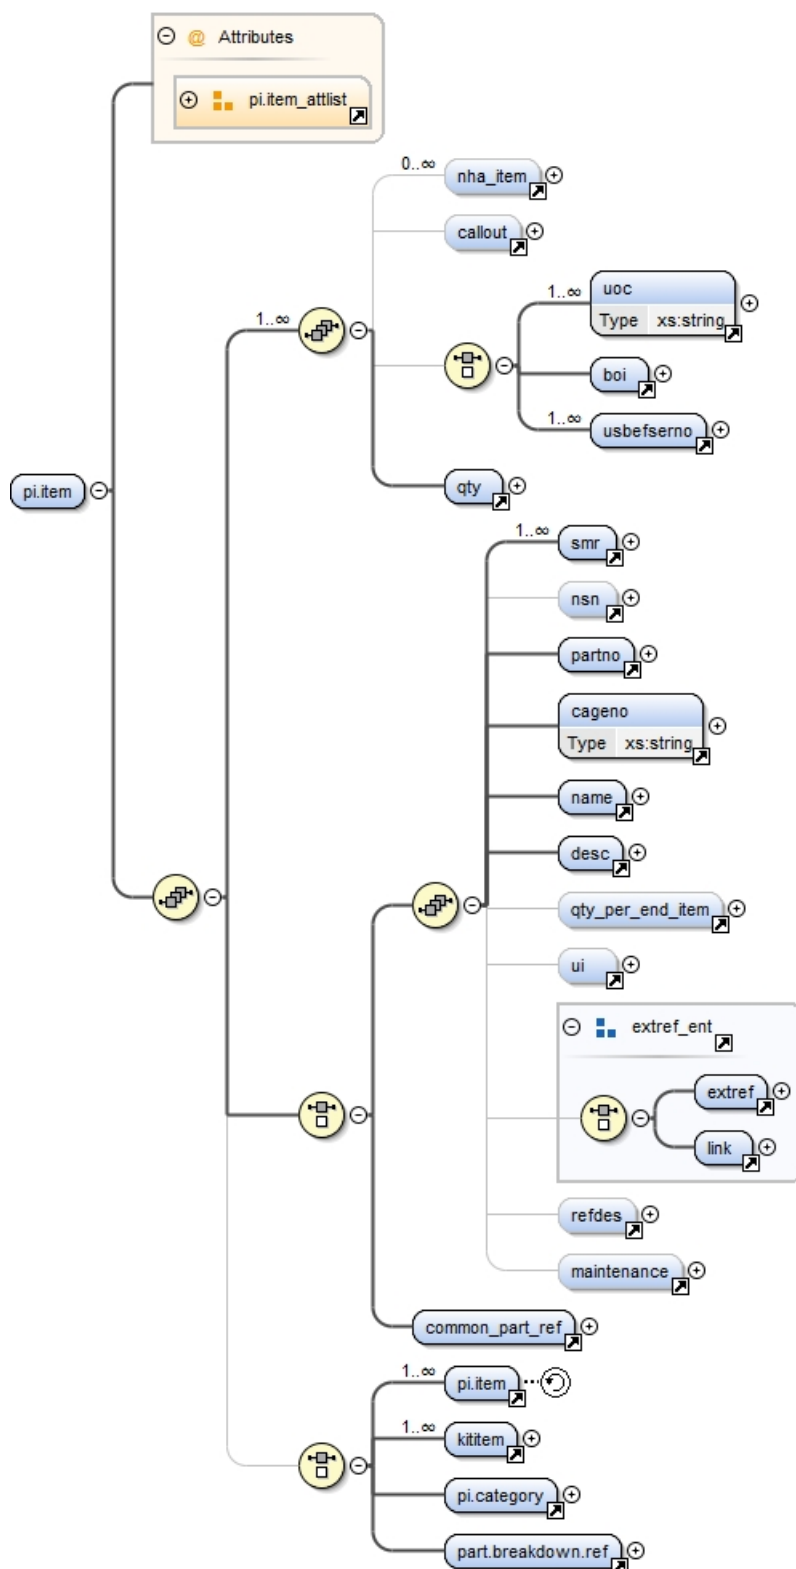 @ Attributes
pi.item_attlist
0..∞
nha_item
callout
1..∞
1..∞
uoc
Type xs:string
boi
1..∞
usbefserno
qty
pi.item
1..∞
smr
nsn
partno
cageno
Type xs:string
name
desc
qty_per_end_item
ui
extref_ent
extref
link
refdes
maintenance
common_part_ref
1..∞
pi.item
1..∞
kititem
pi.category
part.breakdown.ref